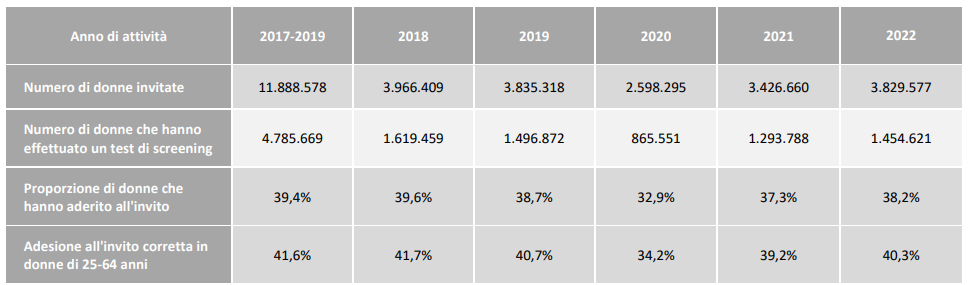 Anno di attività 2017-2019 2018 2019 2020 2021 2022
Numero di donne invitate 11.888.578 3.966.409 3.835.318 2.598.295 3.426.660 3.829.577
Numero di donne che hanno
effettuato un test di screening 4.785.669 1.619.459 1.496.872 865.551 1.293.788 1.454.621
Proporzione di donne che
hanno aderito all'invito 39,4% 39,6% 38,7% 32,9% 37,3% 38,2%
Adesione all'invito corretta in
donne di 25-64 anni 41,6% 41,7% 40,7% 34,2% 39,2% 40,3%